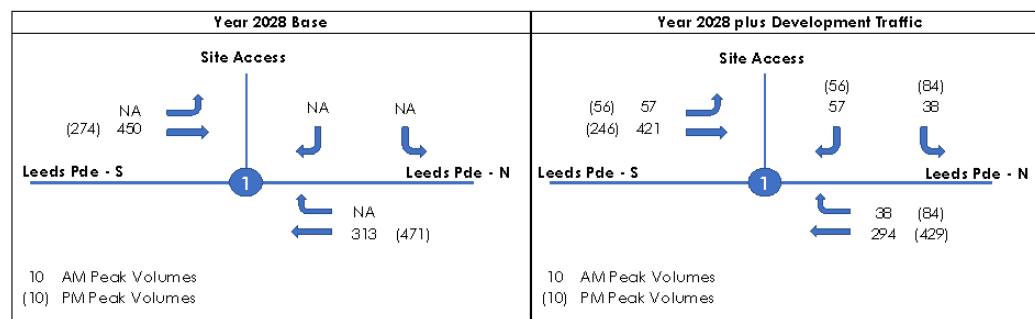 Year 2028 Base
Site Access
NA
(274) 450
NA NA
Leeds Pde - S
Leeds Pde - N
1
NA
313 (471)
10 AM Peak Volumes
(10) PM Peak Volumes
Year 2028 plus Development Traffic
Site Access
(56) (84)
(56) 57
57 38
(246) 421
Leeds Pde - S
Leeds Pde - N
1
38 (84)
294 (429)
10 AM Peak Volumes
(10) PM Peak Volumes